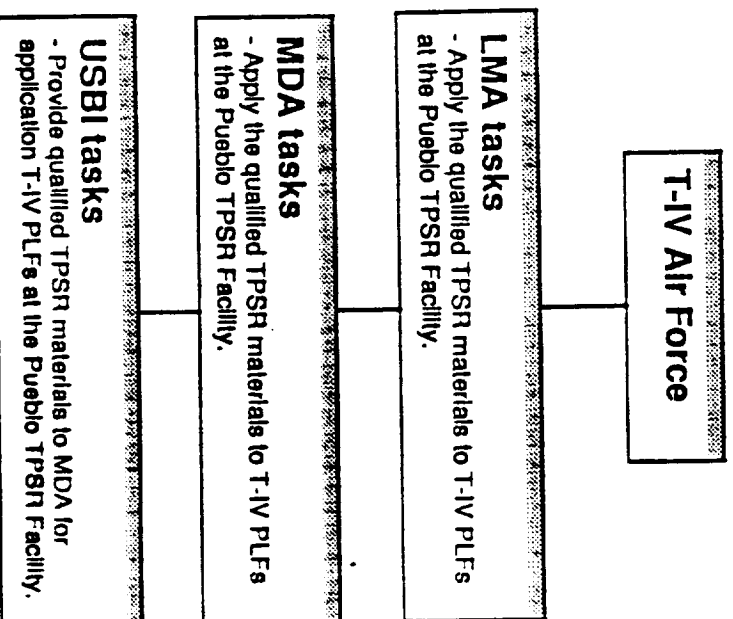 T-IV Air Force
LMA tasks
- Apply the qualified TPSR materials to T-IV PLFs
at the Pueblo TPSR Facility.
MDA tasks
- Apply the qualified TPSR materials to T-IV PLFs
at the Pueblo TPSR Facility.
USBI tasks
- Provide qualified TPSR materials to MDA for
application T-IV PLFs at the Pueblo TPSR Facility.